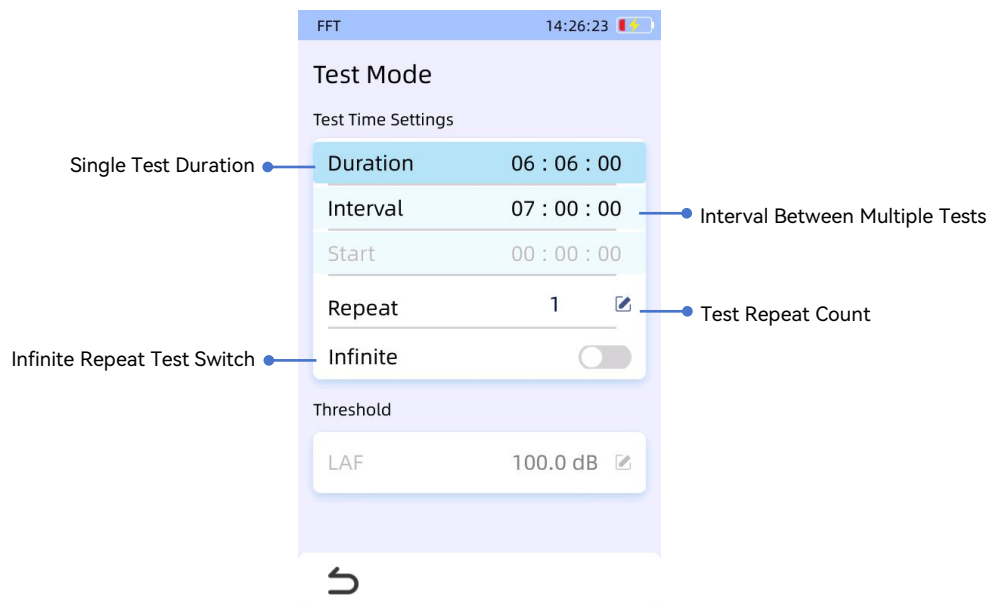 FFT 14:26:23
Test Mode
Test Time Settings
Single Test Duration
Duration 06 : 06 : 00
Interval 07 : 00 : 00
Interval Between Multiple Tests
Start 00 : 00 : 00
Repeat 1
Test Repeat Count
Infinite Repeat Test Switch
Infinite
Threshold
LAF 100.0 dB